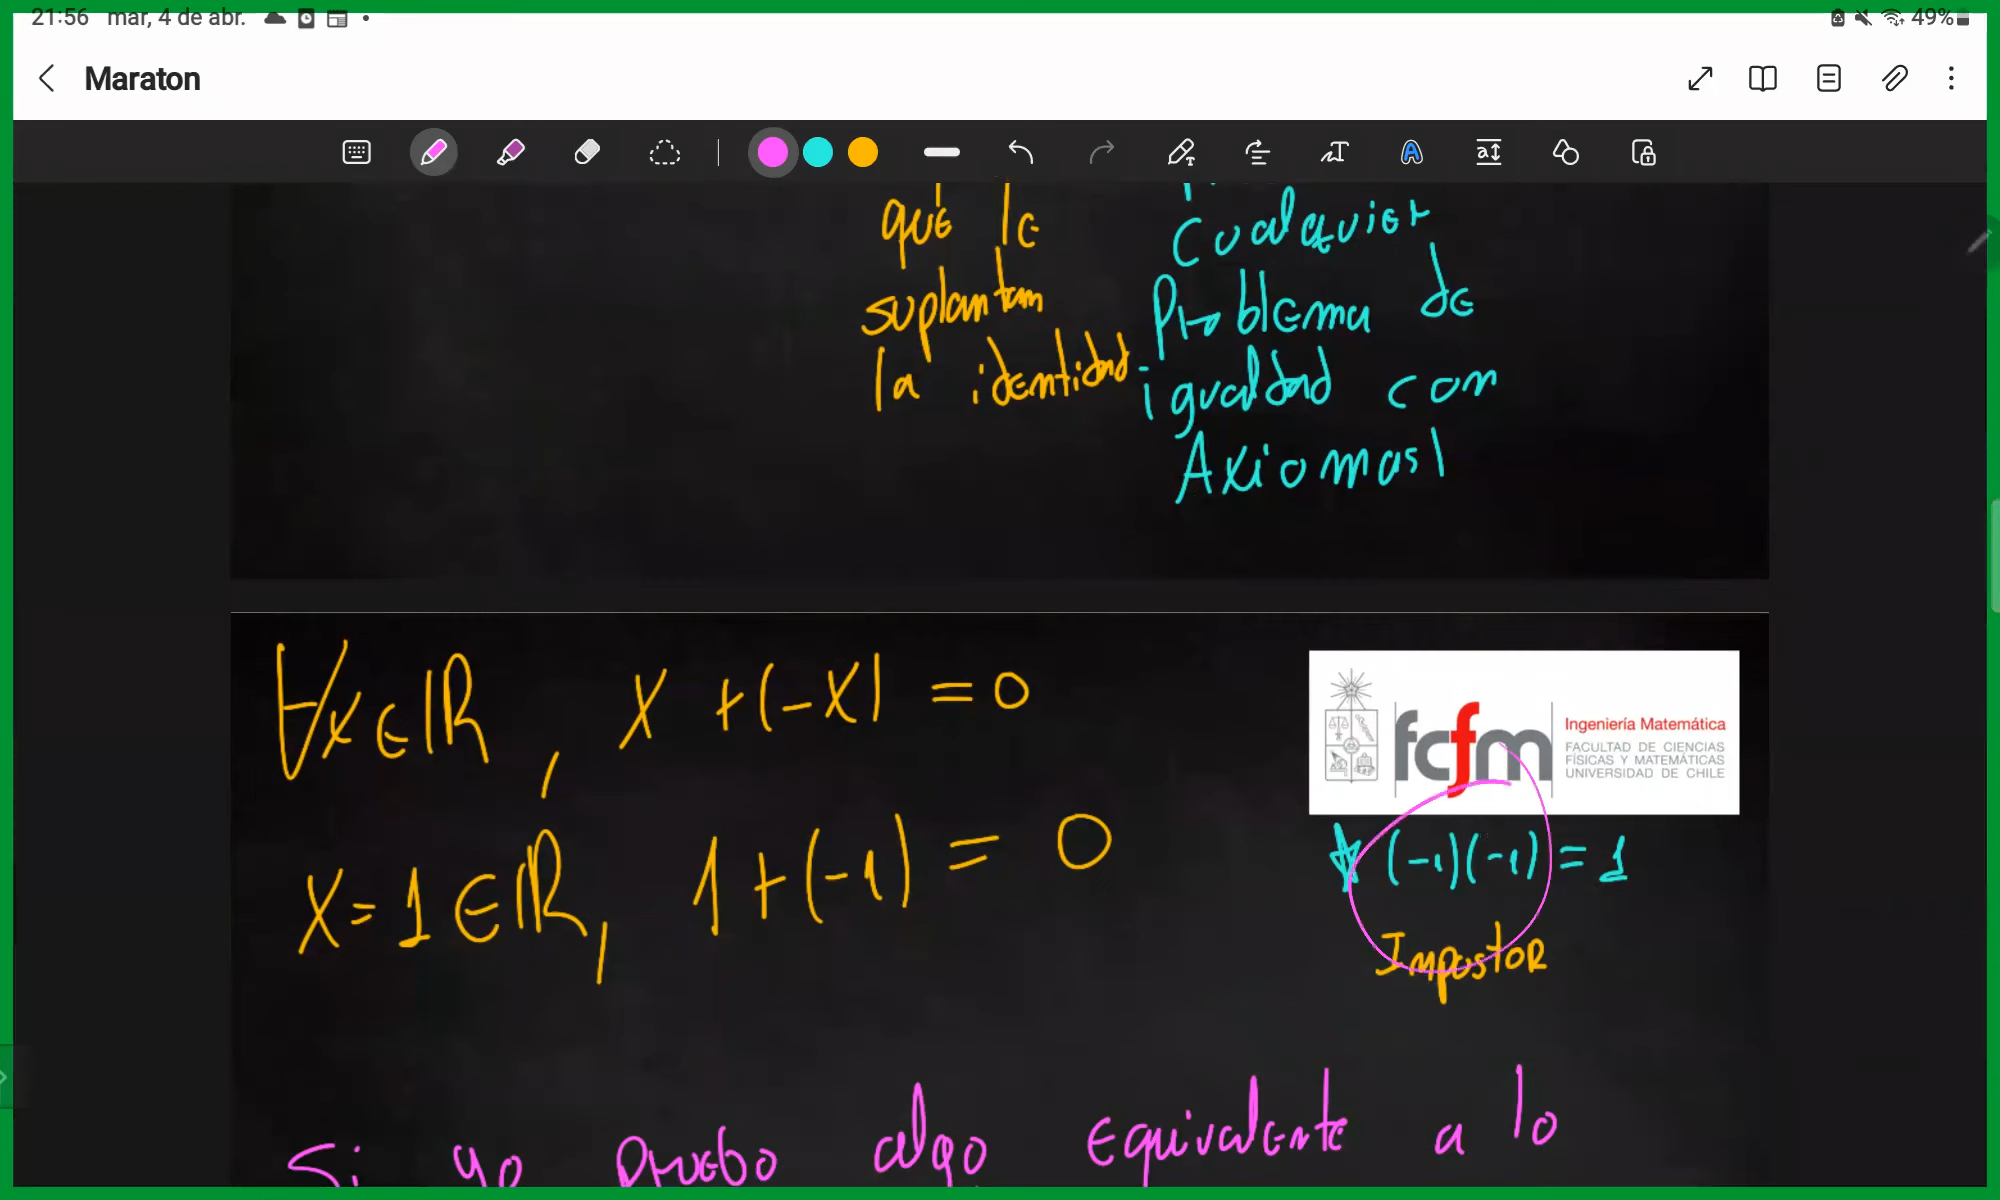 21:56 mar, 4 de abr. 49%
Maraton
qué le
suplantan
la identidad
Cualquier
Problema de
igualdad con
Axiomas)
∀x∈ℝ, x+(-x)=0
x=1∈ℝ, 1+(-1)=0
fcfm
Ingeniería Matemática
FACULTAD DE CIENCIAS
FÍSICAS Y MATEMÁTICAS
UNIVERSIDAD DE CHILE
(-1)(-1)=1
Impostor
Si yo pruebo algo equivalente a lo